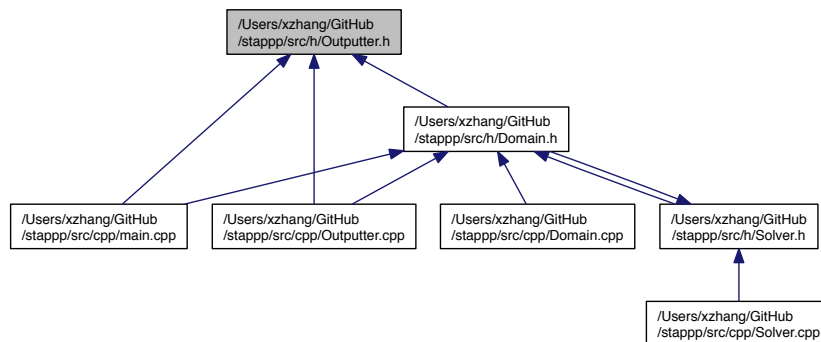 /Users/xzhang/GitHub
/stappp/src/h/Outputter.h
/Users/xzhang/GitHub
/stappp/src/h/Domain.h
/Users/xzhang/GitHub
/stappp/src/cpp/main.cpp
/Users/xzhang/GitHub
/stappp/src/cpp/Outputter.cpp
/Users/xzhang/GitHub
/stappp/src/cpp/Domain.cpp
/Users/xzhang/GitHub
/stappp/src/h/Solver.h
/Users/xzhang/GitHub
/stappp/src/cpp/Solver.cpp